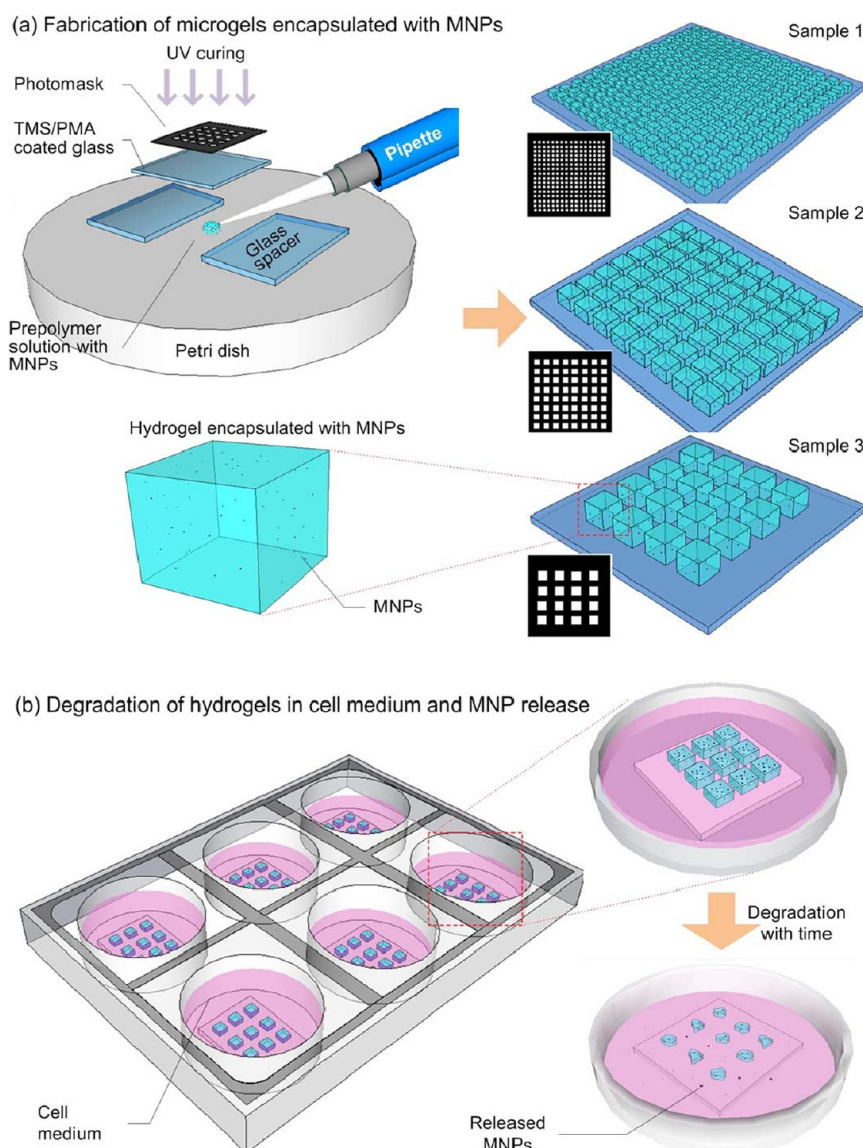 (a) Fabrication of microgels encapsulated with MNPs
UV curing
Photomask
TMS/PMA
coated glass
Pipette
Glass
spacer
Prepolymer
solution with
MNPs
Petri dish
Sample 1
Sample 2
Hydrogel encapsulated with MNPs
Sample 3
MNPs
(b) Degradation of hydrogels in cell medium and MNP release
Degradation
with time
Cell
medium
Released
MNPs